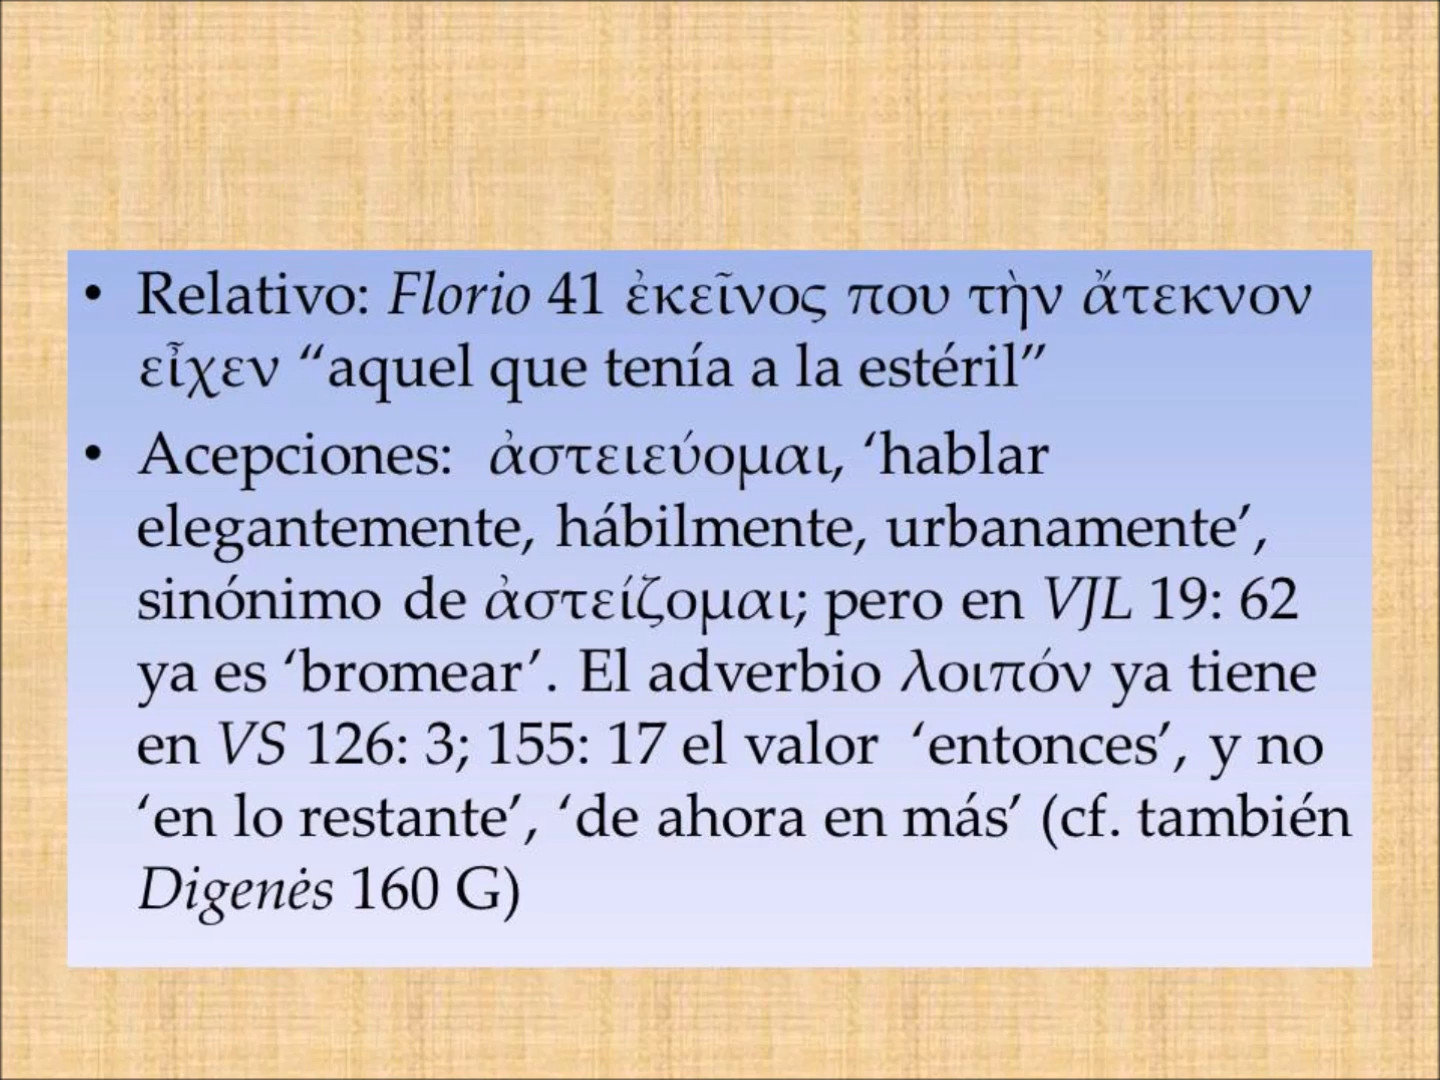 • Relativo: Florio 41 ἐκεῖνος που τὴν ἄτεκνον
εἶχεν “aquel que tenía a la estéril”
• Acepciones: ἀστειεύομαι, ‘hablar
elegantemente, hábilmente, urbanamente’,
sinónimo de ἀστείζομαι; pero en VJL 19: 62
ya es ‘bromear’. El adverbio λοιπόν ya tiene
en VS 126: 3; 155: 17 el valor ‘entonces’, y no
‘en lo restante’, ‘de ahora en más’ (cf. también
Digenės 160 G)